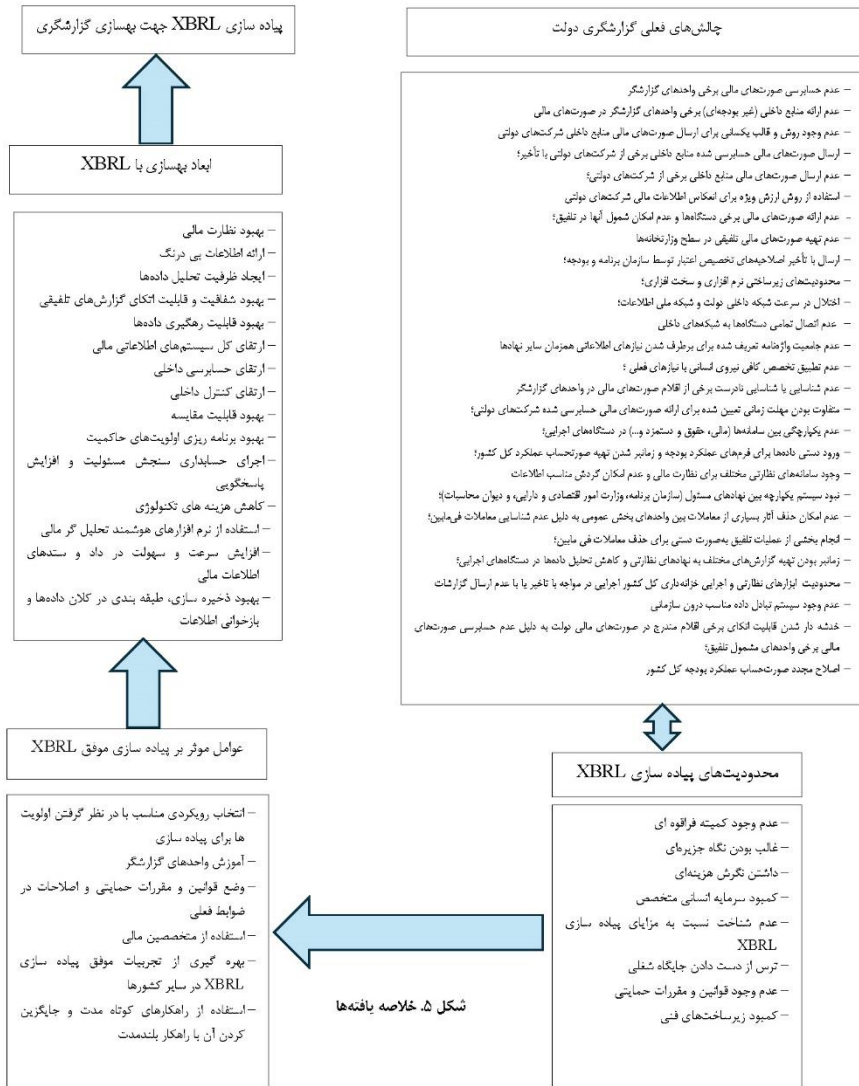 چالش‌های فعلی گزارشگری دولت
– عدم حسابرسی صورت‌های مالی برخی واحدهای گزارشگر
– عدم ارائه منابع داخلی (غیر بودجه‌ای) برخی واحدهای گزارشگر در صورت‌های مالی
– عدم وجود روش و قالب یکسانی برای ارسال صورت‌های مالی منابع داخلی شرکت‌های دولتی
– ارسال صورت‌های مالی حسابرسی شده منابع داخلی برخی از شرکت‌های دولتی با تأخیر؛
– عدم ارسال صورت‌های مالی منابع داخلی برخی از شرکت‌های دولتی؛
– استفاده از روش ارزش ویژه برای انعکاس اطلاعات مالی شرکت‌های دولتی
– عدم ارائه صورت‌های مالی برخی دستگاه‌ها و عدم امکان شمول آنها در تلفیق؛
– عدم تهیه صورت‌های مالی تلفیقی در سطح وزارتخانه‌ها
– ارسال با تأخیر اصلاحیه‌های تخصیص اعتبار توسط سازمان برنامه و بودجه؛
– محدودیت‌های زیرساختی نرم افزاری و سخت افزاری؛
– اختلال در سرعت شبکه داخلی دولت و شبکه ملی اطلاعات؛
– عدم اتصال تمامی دستگاه‌ها به شبکه‌های داخلی
– عدم جامعیت واژه‌نامه تعریف شده برای برطرف شدن نیازهای اطلاعاتی همزمان سایر نهادها
– عدم تطبیق تخصص کافی نیروی انسانی با نیازهای فعلی ؛
– عدم شناسایی یا شناسایی نادرست برخی از اقلام صورت‌های مالی در واحدهای گزارشگر
– متفاوت بودن مهلت زمانی تعیین شده برای ارائه صورت‌های مالی حسابرسی شده شرکت‌های دولتی؛
– عدم یکپارچگی بین سامانه‌ها (مالی، حقوق و دستمزد و...) در دستگاه‌های اجرایی؛
– ورود دستی داده‌ها برای فرم‌های عملکرد بودجه و زمانبر شدن تهیه صورتحساب عملکرد کل کشور؛
– وجود سامانه‌های نظارتی مختلف برای نظارت مالی و عدم امکان گردش مناسب اطلاعات
– نبود سیستم یکپارچه بین نهادهای مسئول (سازمان برنامه، وزارت امور اقتصادی و دارایی، و دیوان محاسبات)؛
– عدم امکان حذف آثار بسیاری از معاملات بین واحدهای بخش عمومی به دلیل عدم شناسایی معاملات فی‌مابین؛
– انجام بخشی از عملیات تلفیق به‌صورت دستی برای حذف معاملات فی مابین؛
– زمانبر بودن تهیه گزارش‌های مختلف به نهادهای نظارتی و کاهش تحلیل داده‌ها در دستگاه‌های اجرایی؛
– محدودیت ابزارهای نظارتی و اجرایی خزانه‌داری کل کشور اجرایی در مواجه با تاخیر یا با عدم ارسال گزارشات
– عدم وجود سیستم تبادل داده مناسب درون سازمانی
– خدشه دار شدن قابلیت اتکای برخی اقلام مندرج در صورت‌های مالی دولت به دلیل عدم حسابرسی صورت‌های
مالی برخی واحدهای مشمول تلفیق؛
– اصلاح مجدد صورت‌حساب عملکرد بودجه کل کشور
محدودیت‌های پیاده سازی XBRL
– عدم وجود کمیته فراقوه ای
– غالب بودن نگاه جزیره‌ای
– داشتن نگرش هزینه‌ای
– کمبود سرمایه انسانی متخصص
– عدم شناخت نسبت به مزایای پیاده سازی
XBRL
– ترس از دست دادن جایگاه شغلی
– عدم وجود قوانین و مقررات حمایتی
– کمبود زیرساخت‌های فنی
پیاده سازی XBRL جهت بهسازی گزارشگری
ابعاد بهسازی با XBRL
– بهبود نظارت مالی
– ارائه اطلاعات بی درنگ
– ایجاد ظرفیت تحلیل داده‌ها
– بهبود شفافیت و قابلیت اتکای گزارش‌های تلفیقی
– بهبود قابلیت رهگیری داده‌ها
– ارتقای کل سیستم‌های اطلاعاتی مالی
– ارتقای حسابرسی داخلی
– ارتقای کنترل داخلی
– بهبود قابلیت مقایسه
– بهبود برنامه ریزی اولویت‌های حاکمیت
– اجرای حسابداری سنجش مسئولیت و افزایش
پاسخگویی
– کاهش هزینه های تکنولوژی
– استفاده از نرم افزارهای هوشمند تحلیل گر مالی
– افزایش سرعت و سهولت در داد و ستدهای
اطلاعات مالی
– بهبود ذخیره سازی، طبقه بندی در کلان داده‌ها و
بازخوانی اطلاعات
عوامل موثر بر پیاده سازی موفق XBRL
– انتخاب رویکردی مناسب با در نظر گرفتن اولویت
ها برای پیاده سازی
– آموزش واحدهای گزارشگر
– وضع قوانین و مقررات حمایتی و اصلاحات در
ضوابط فعلی
– استفاده از متخصصین مالی
– بهره گیری از تجربیات موفق پیاده سازی
XBRL در سایر کشورها
– استفاده از راهکارهای کوتاه مدت و جایگزین
کردن آن با راهکار بلندمدت
شکل ۵. خلاصه یافته‌ها